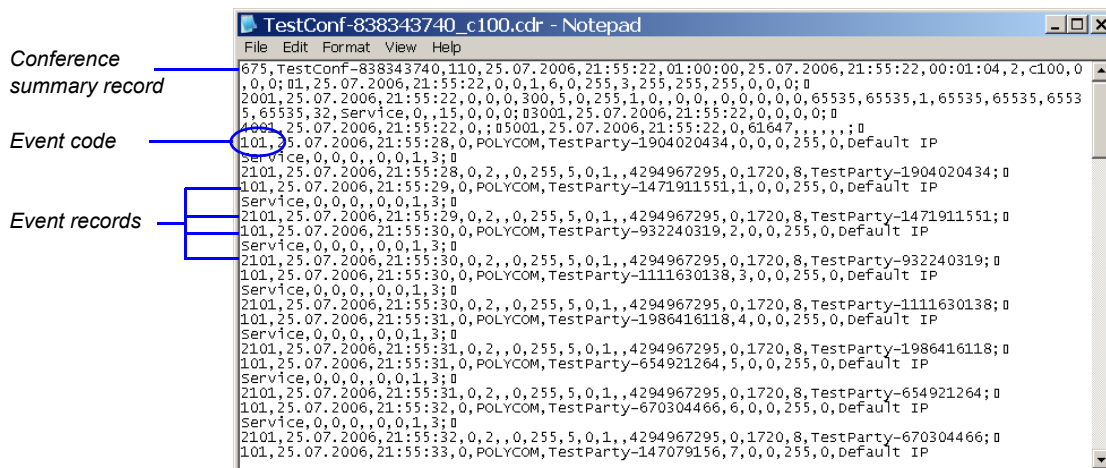 TestConf-838343740_c100.cdr - Notepad
File Edit Format View Help
Conference
summary record
675,TestConf-838343740,110,25.07.2006,21:55:22,01:00:00,25.07.2006,21:55:22,00:01:04,2,c100,0
,0,0;▯1,25.07.2006,21:55:22,0,0,1,6,0,255,3,255,255,255,0,0,0;▯
2001,25.07.2006,21:55:22,0,0,0,300,5,0,255,1,0,,0,0,,0,0,0,0,0,65535,65535,1,65535,65535,6553
5,65535,32,Service,0,,15,0,0,0;▯3001,25.07.2006,21:55:22,0,0,0,0;▯
4001,25.07.2006,21:55:22,0,;▯5001,25.07.2006,21:55:22,0,61647,,,,,,;▯
Event code
101,25.07.2006,21:55:28,0,POLYCOM,TestParty-1904020434,0,0,0,255,0,Default IP
Service,0,0,0,,0,0,1,3;▯
2101,25.07.2006,21:55:28,0,2,,0,255,5,0,1,,4294967295,0,1720,8,TestParty-1904020434;▯
Event records
101,25.07.2006,21:55:29,0,POLYCOM,TestParty-1471911551,1,0,0,255,0,Default IP
Service,0,0,0,,0,0,1,3;▯
2101,25.07.2006,21:55:29,0,2,,0,255,5,0,1,,4294967295,0,1720,8,TestParty-1471911551;▯
101,25.07.2006,21:55:30,0,POLYCOM,TestParty-932240319,2,0,0,255,0,Default IP
Service,0,0,0,,0,0,1,3;▯
2101,25.07.2006,21:55:30,0,2,,0,255,5,0,1,,4294967295,0,1720,8,TestParty-932240319;▯
101,25.07.2006,21:55:30,0,POLYCOM,TestParty-1111630138,3,0,0,255,0,Default IP
Service,0,0,0,,0,0,1,3;▯
2101,25.07.2006,21:55:30,0,2,,0,255,5,0,1,,4294967295,0,1720,8,TestParty-1111630138;▯
101,25.07.2006,21:55:31,0,POLYCOM,TestParty-1986416118,4,0,0,255,0,Default IP
Service,0,0,0,,0,0,1,3;▯
2101,25.07.2006,21:55:31,0,2,,0,255,5,0,1,,4294967295,0,1720,8,TestParty-1986416118;▯
101,25.07.2006,21:55:31,0,POLYCOM,TestParty-654921264,5,0,0,255,0,Default IP
Service,0,0,0,,0,0,1,3;▯
2101,25.07.2006,21:55:31,0,2,,0,255,5,0,1,,4294967295,0,1720,8,TestParty-654921264;▯
101,25.07.2006,21:55:32,0,POLYCOM,TestParty-670304466,6,0,0,255,0,Default IP
Service,0,0,0,,0,0,1,3;▯
2101,25.07.2006,21:55:32,0,2,,0,255,5,0,1,,4294967295,0,1720,8,TestParty-670304466;▯
101,25.07.2006,21:55:33,0,POLYCOM,TestParty-147079156,7,0,0,255,0,Default IP